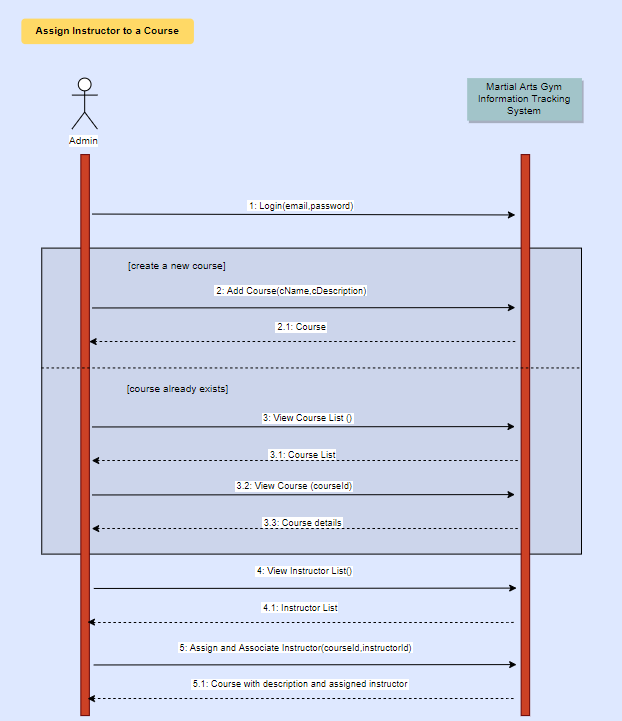 Assign Instructor to a Course
Martial Arts Gym
Information Tracking
System
Admin
1: Login(email,password)
[create a new course]
2: Add Course(cName,cDescription)
2.1: Course
[course already exists]
3: View Course List ()
3.1: Course List
3.2: View Course (courseId)
3.3: Course details
4: View Instructor List()
4.1: Instructor List
5: Assign and Associate Instructor(courseId,instructorId)
5.1: Course with description and assigned instructor